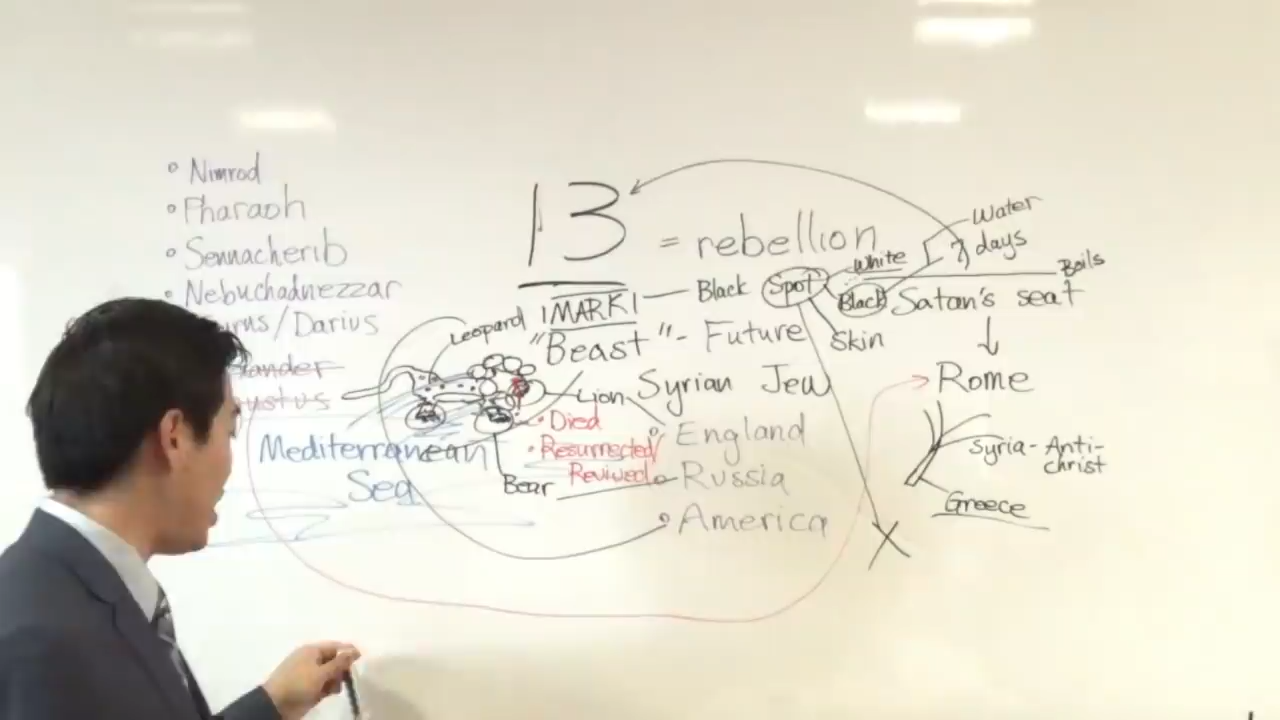 • Nimrod
• Pharaoh
• Sennacherib
• Nebuchadnezzar
/Darius
Mediterranean
Sea
13
= rebellion
MARK
Black
Spot
White
Black
Skin
Water
7 days
Boils
"Beast" - Future
Syrian Jew
Leopard
Lion
Bear
• Died
• Resurrected/
Revived
England
Russia
America
Satan's seat
Rome
Syria - Anti-
christ
Greece
X